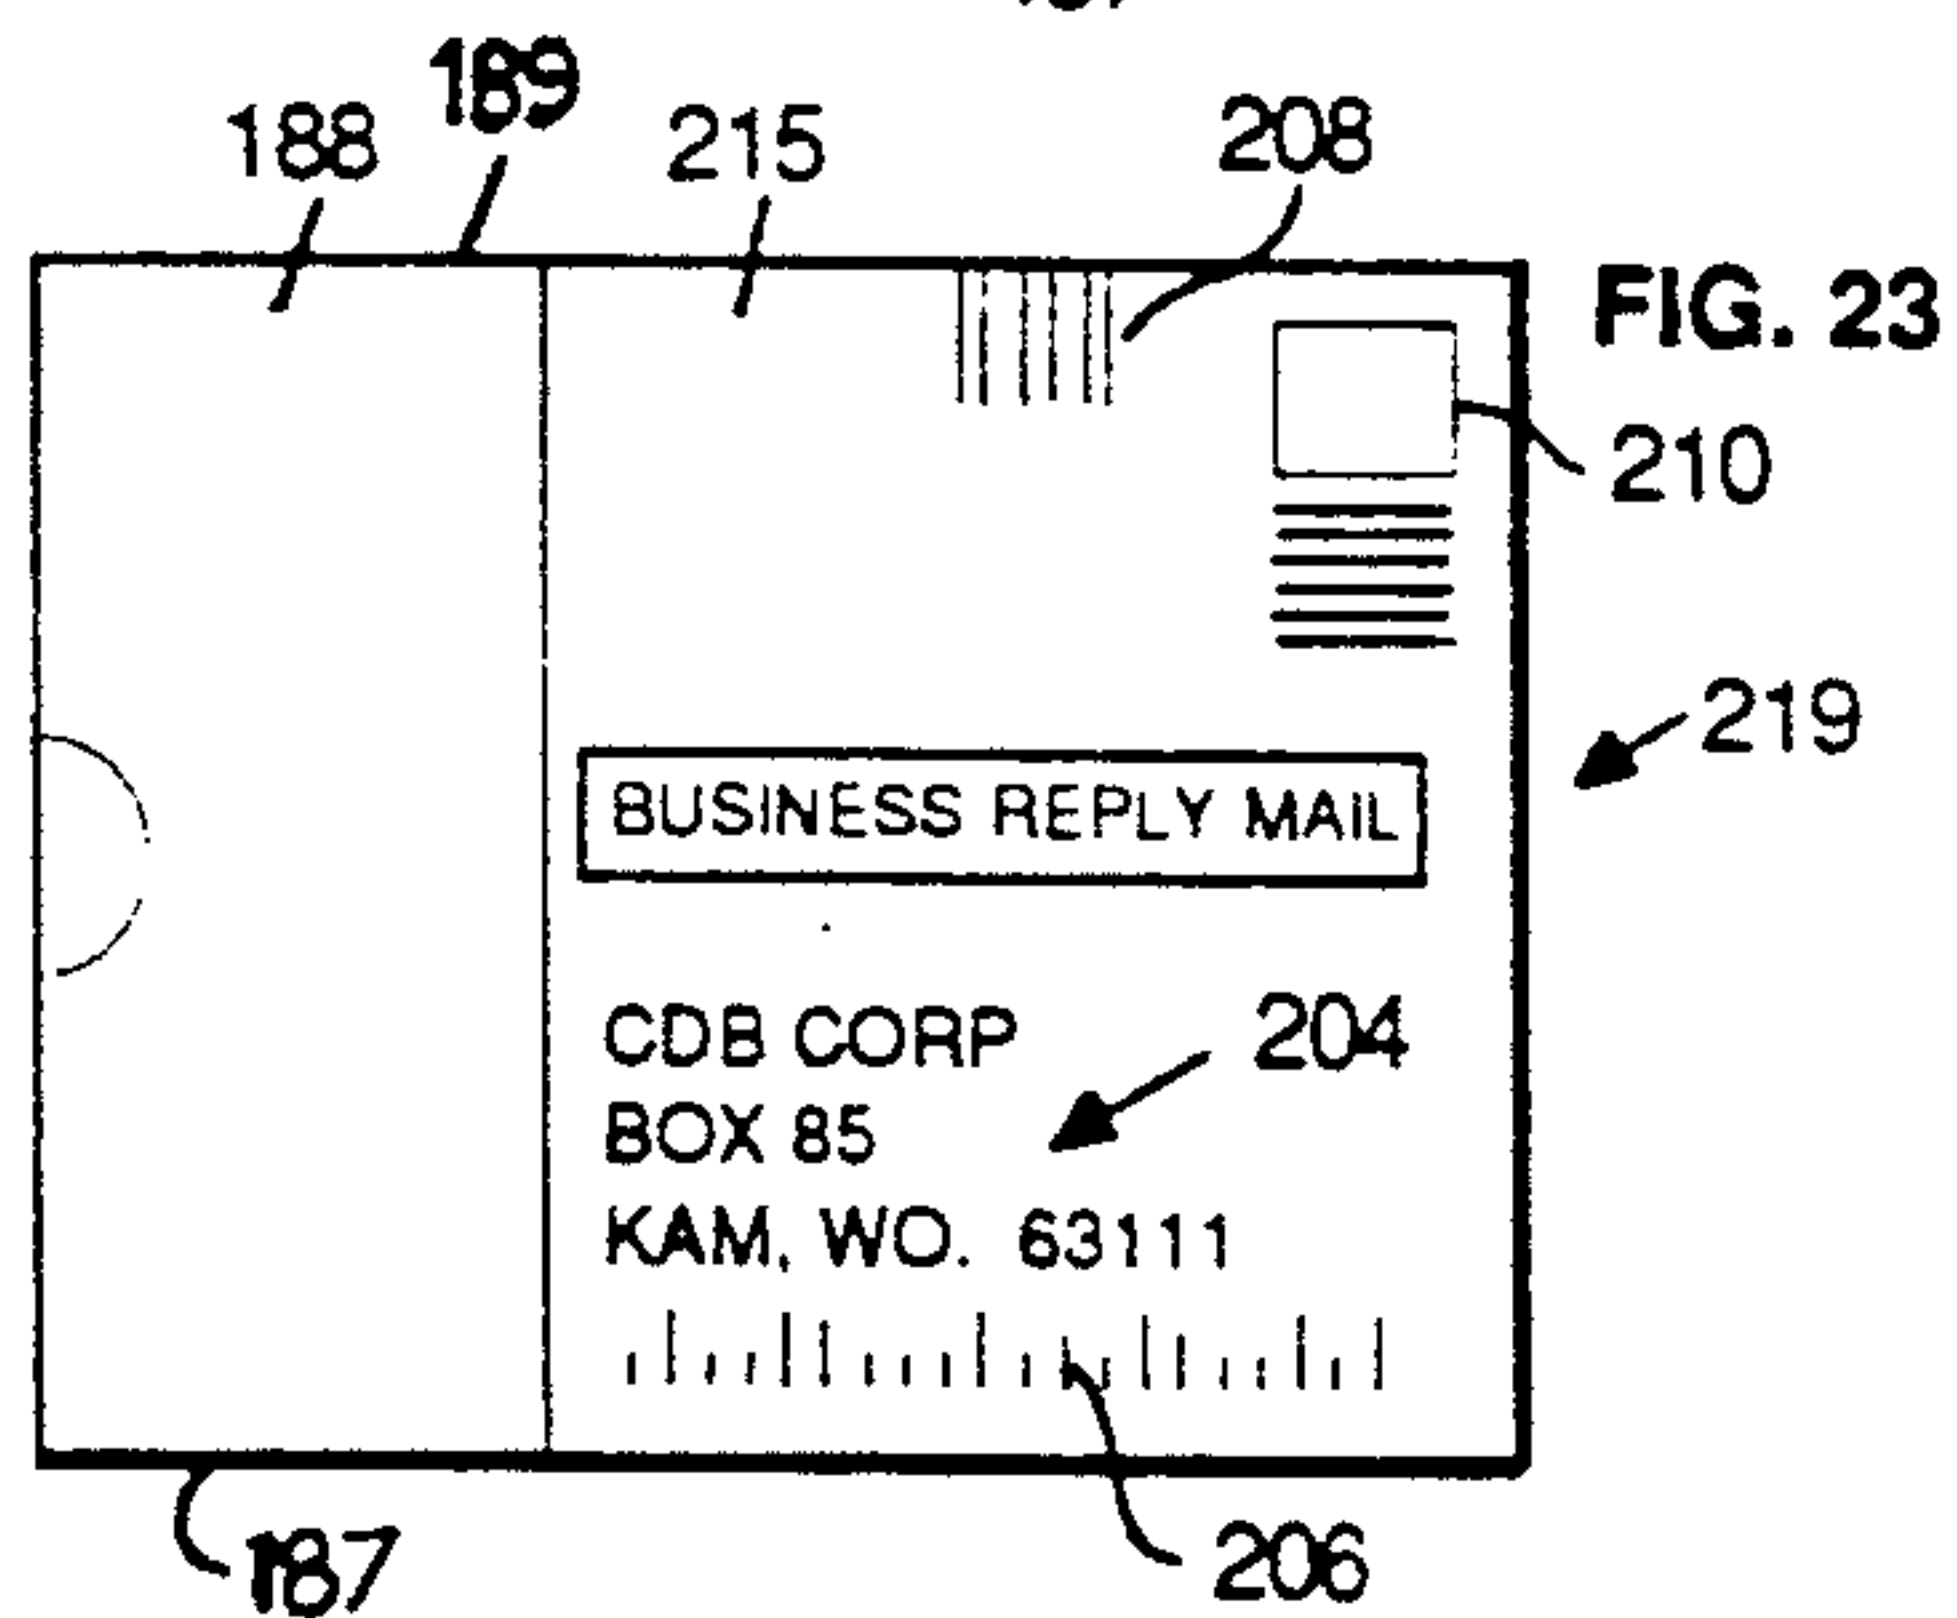 189
188
215
208
FIG. 23
210
219
BUSINESS REPLY MAIL
CDB CORP
204
BOX 85
KAM, WO. 63111
187
206